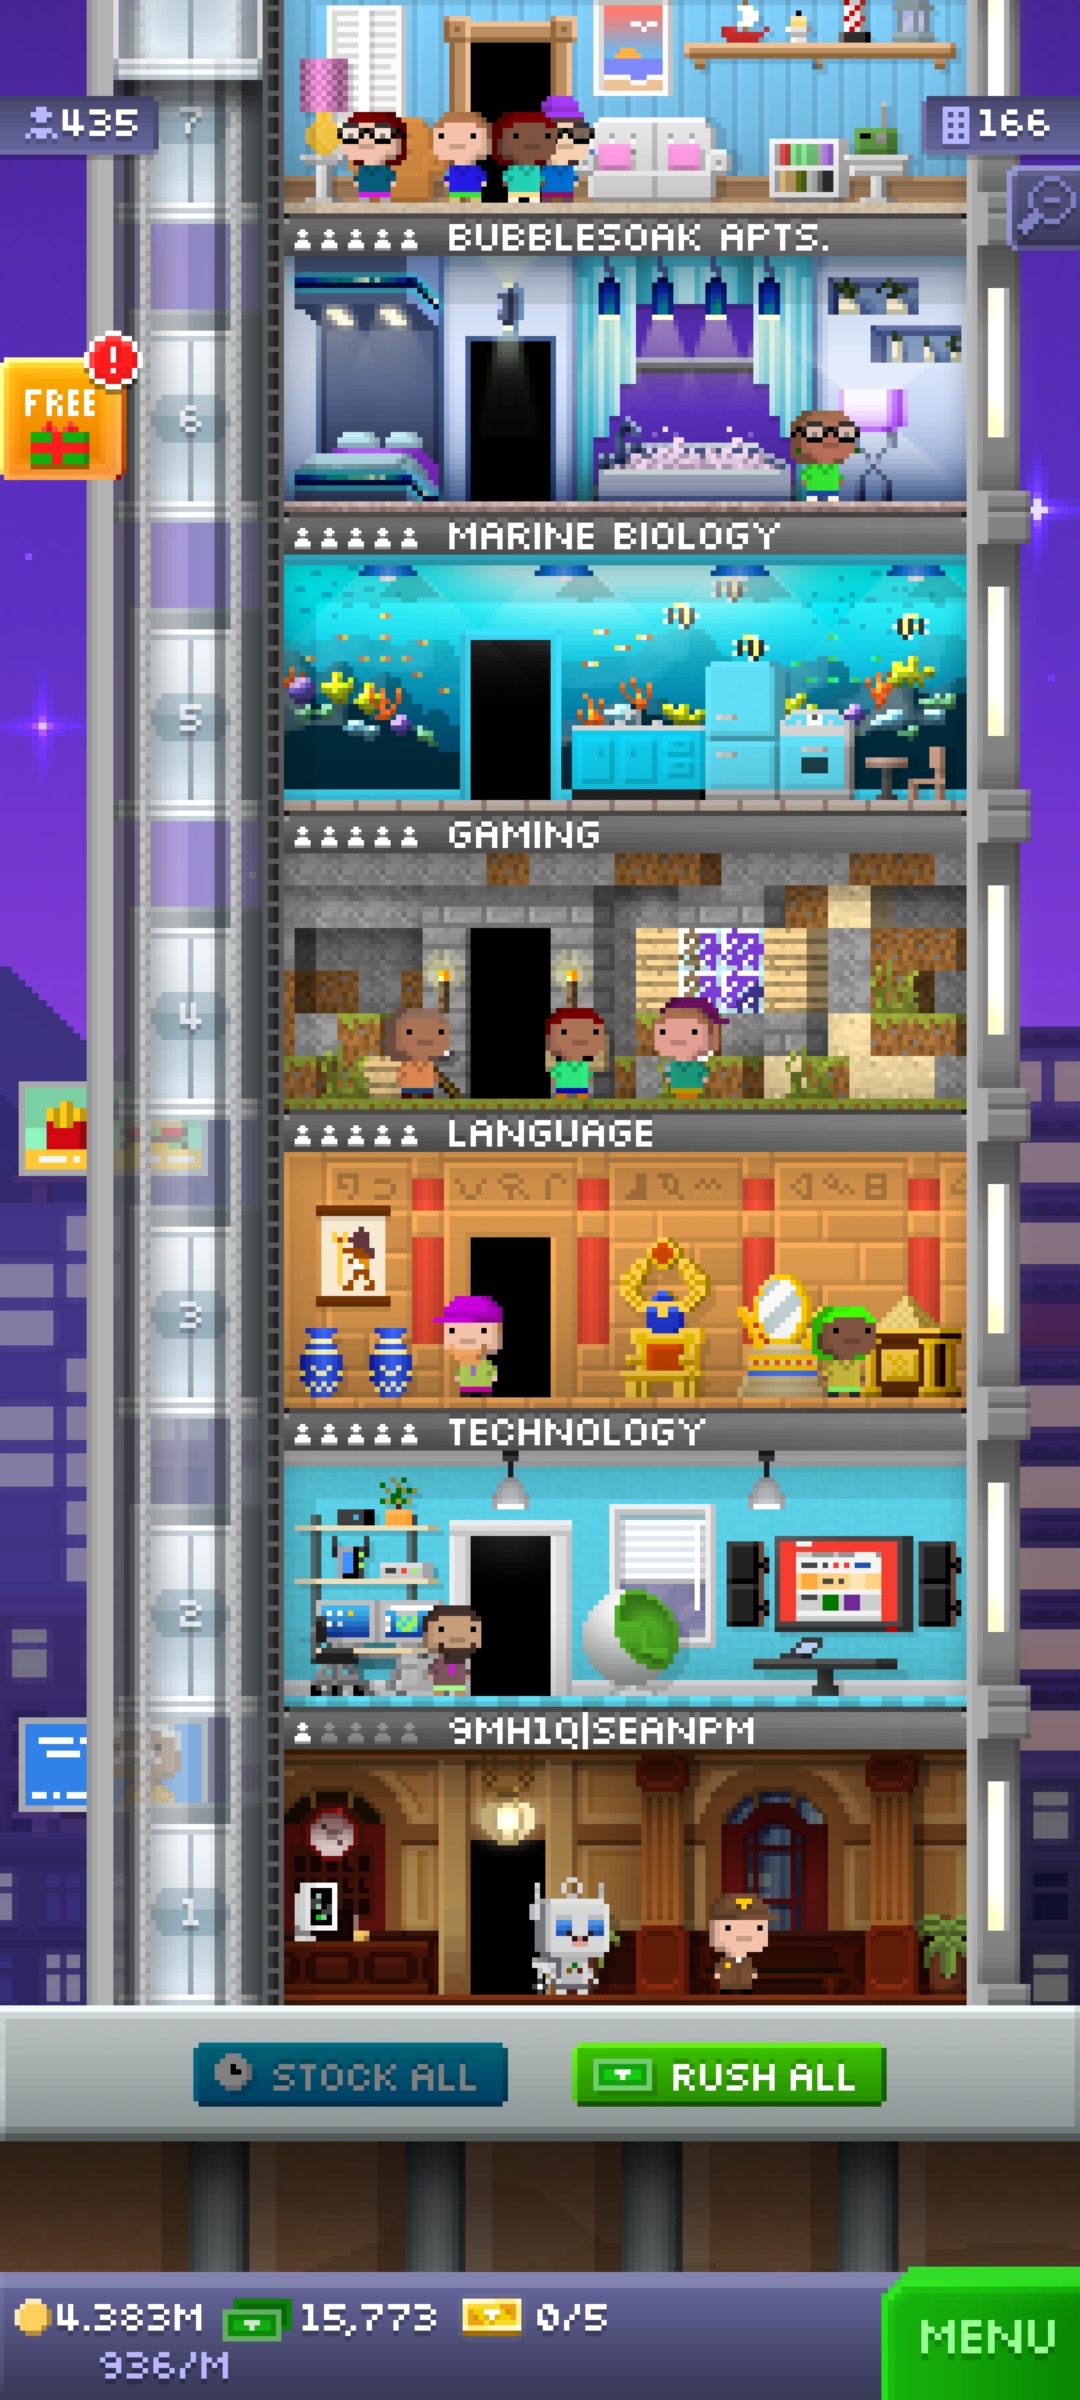 7
435
166
BUBBLESOAK APTS.
FREE
!
6
MARINE BIOLOGY
5
GAMING
4
LANGUAGE
3
TECHNOLOGY
2
9MH1Q|SEANPM
1
STOCK ALL
RUSH ALL
4.383M
15,773
0/5
936/M
MENU